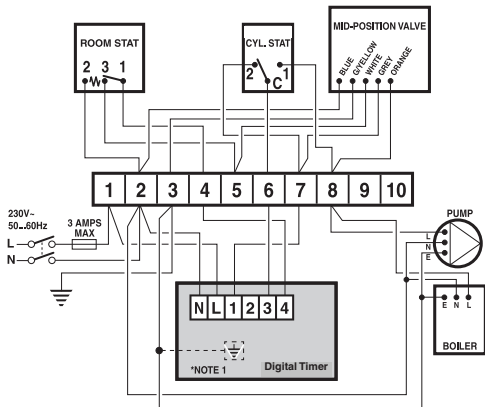 ROOM STAT
2 3 1
CYL. STAT
2 C 1
MID-POSITION VALVE
BLUE
G/YELLOW
WHITE
GREY
ORANGE
1 2 3 4 5 6 7 8 9 10
230V~
50...60Hz
L
N
3 AMPS
MAX
PUMP
L
N
E
N L 1 2 3 4
*NOTE 1
Digital Timer
E N L
BOILER